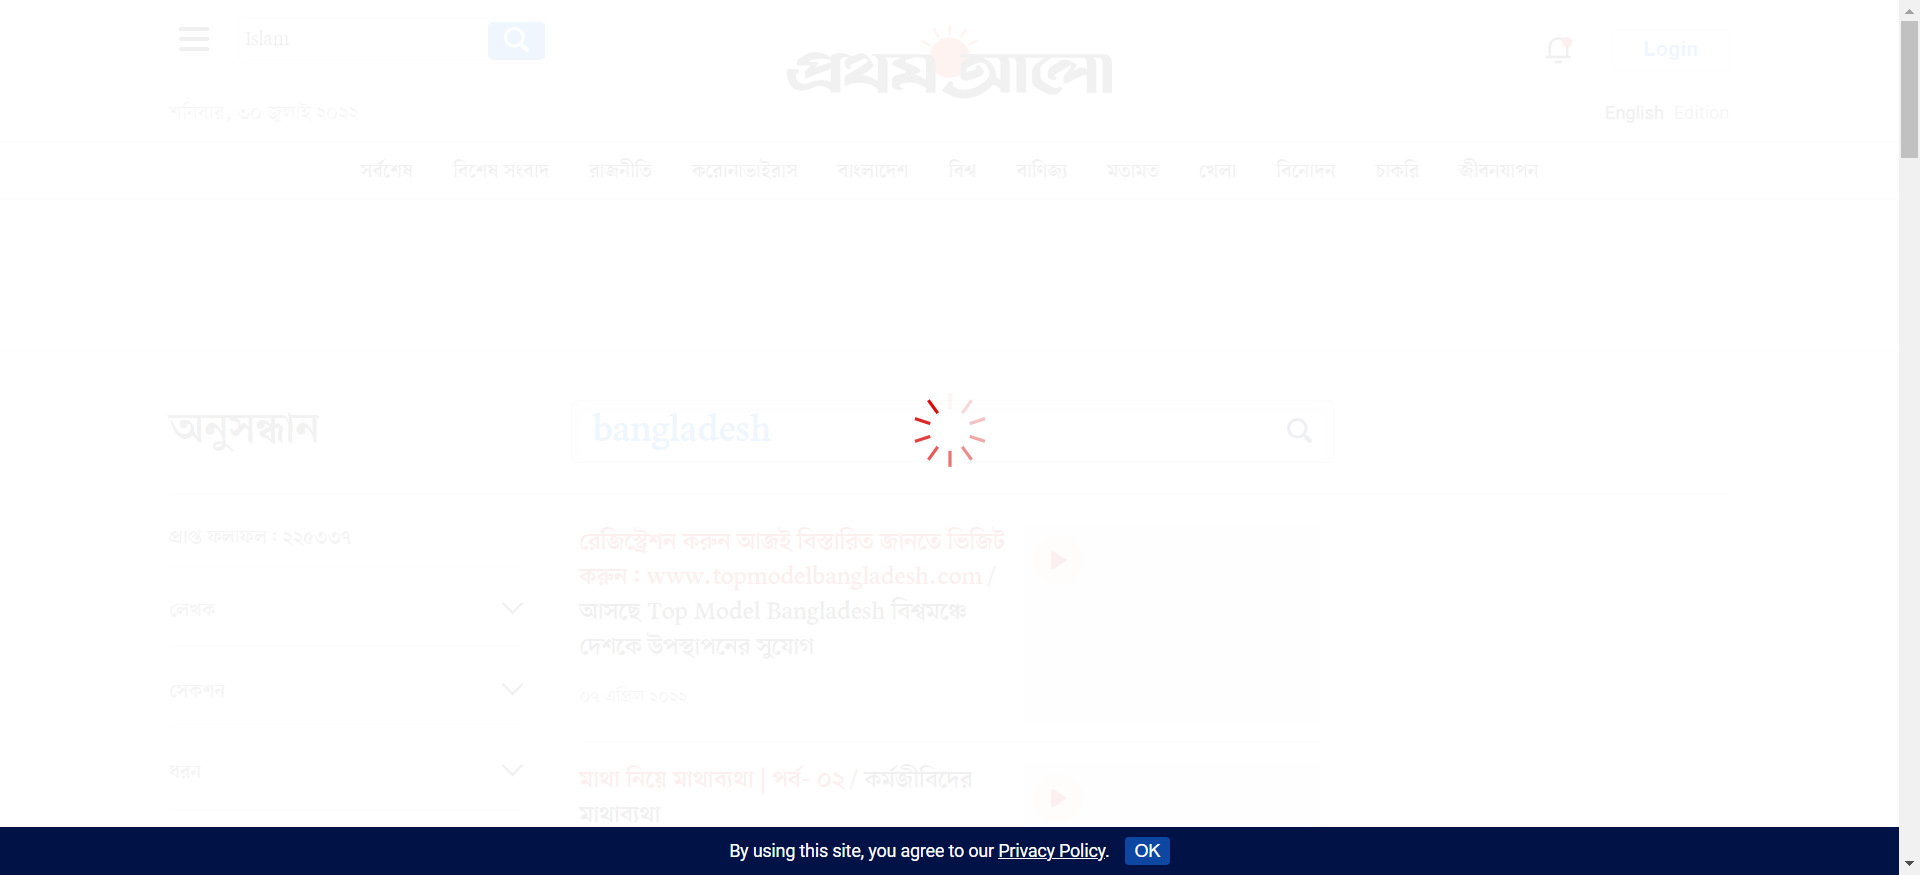 Islam
প্রথম আলো
Login
শনিবার, ৩০ জুলাই ২০২২
English Edition
সর্বশেষ বিশেষ সংবাদ রাজনীতি করোনাভাইরাস বাংলাদেশ বিশ্ব বাণিজ্য মতামত খেলা বিনোদন চাকরি জীবনযাপন
অনুসন্ধান
bangladesh
প্রাপ্ত ফলাফল : ২২৫৩৩৭
লেখক
সেকশন
ধরন
রেজিস্ট্রেশন করুন আজই বিস্তারিত জানতে ভিজিট
করুন : www.topmodelbangladesh.com /
আসছে Top Model Bangladesh বিশ্বমঞ্চে
দেশকে উপস্থাপনের সুযোগ
০৭ এপ্রিল ২০২২
মাথা নিয়ে মাথাব্যথা | পর্ব- ০২ / কর্মজীবিদের
মাথাব্যথা
By using this site, you agree to our Privacy Policy. OK